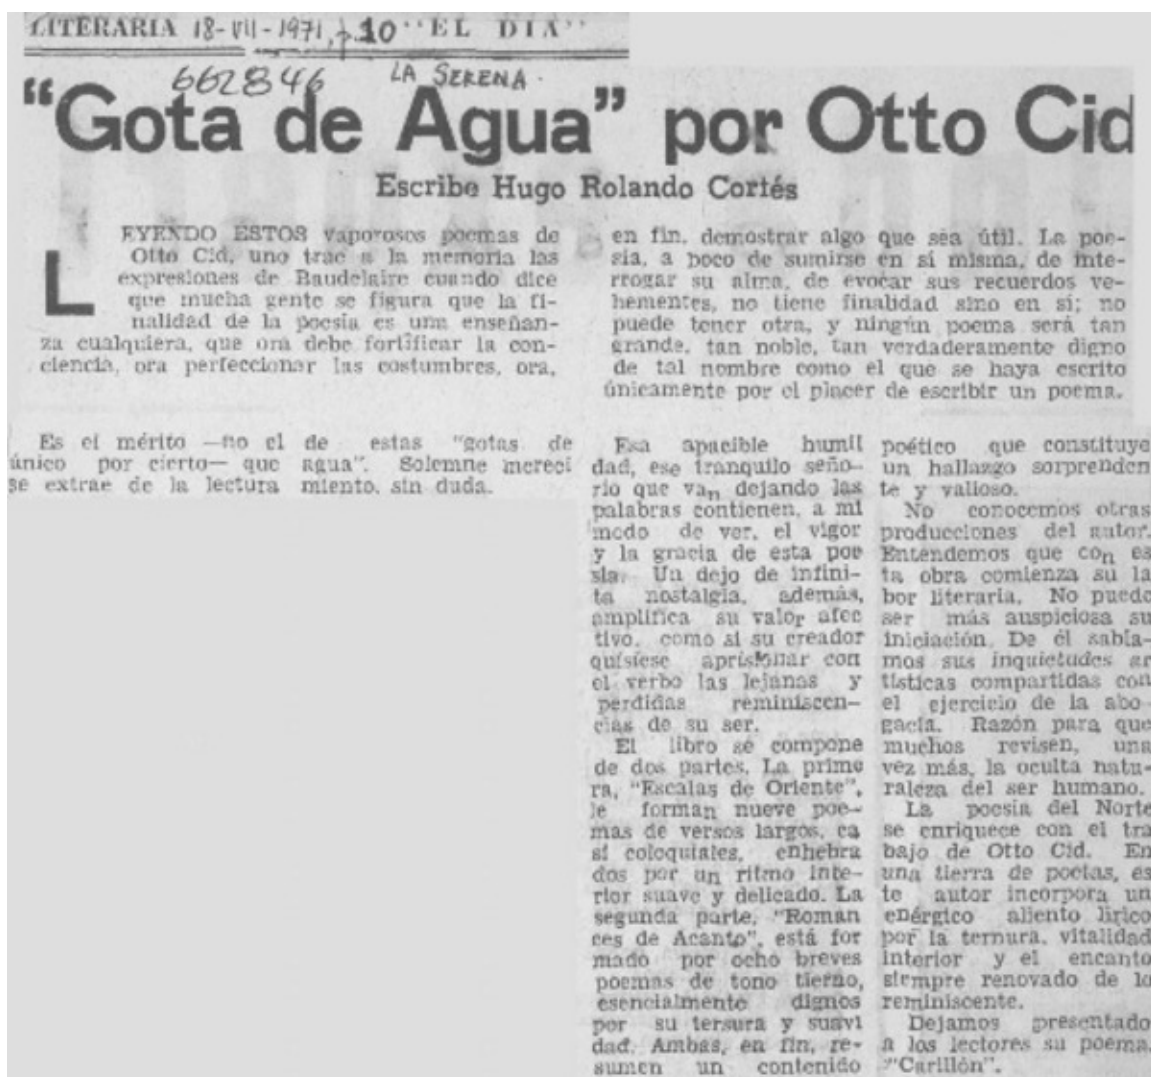 LITERARIA 18-VII-1971, p. 10 "EL DIA"
662846 LA SERENA.
"Gota de Agua" por Otto Cid
Escribe Hugo Rolando Cortés
LEYENDO ESTOS vaporosos poemas de
Otto Cid, uno trae a la memoria las
expresiones de Baudelaire cuando dice
que mucha gente se figura que la fi-
nalidad de la poesía es una enseñan-
za cualquiera, que ora debe fortificar la con-
ciencia, ora perfeccionar las costumbres, ora,
en fin, demostrar algo que sea útil. La poe-
sía, a poco de sumirse en sí misma, de inte-
rrogar su alma, de evocar sus recuerdos ve-
hementes, no tiene finalidad sino en sí; no
puede tener otra, y ningún poema será tan
grande, tan noble, tan verdaderamente digno
de tal nombre como el que se haya escrito
únicamente por el placer de escribir un poema.
Es el mérito —no el
único por cierto— que
se extrae de la lectura
de estas "gotas de
agua". Solemne mereci
miento, sin duda.
Esa apacible humil
dad, ese tranquilo seño-
río que van dejando las
palabras contienen, a mi
modo de ver, el vigor
y la gracia de esta poe
sía. Un dejo de infini-
ta nostalgia, además,
amplifica su valor afec
tivo, como si su creador
quisiese aprisionar con
el verbo las lejanas y
perdidas reminiscen-
cias de su ser.
El libro se compone
de dos partes. La prime
ra, "Escalas de Oriente",
le forman nueve poe-
mas de versos largos, ca
si coloquiales, enhebra
dos por un ritmo inte-
rior suave y delicado. La
segunda parte, "Roman
ces de Acanto", está for
mado por ocho breves
poemas de tono tierno,
esencialmente dignos
por su tersura y suavi
dad. Ambas, en fin, re-
sumen un contenido
poético que constituye
un hallazgo sorprenden
te y valioso.
No conocemos otras
producciones del autor.
Entendemos que con es
ta obra comienza su la
bor literaria. No puede
ser más auspiciosa su
iniciación. De él sabía-
mos sus inquietudes ar
tísticas compartidas con
el ejercicio de la abo
gacía. Razón para que
muchos revisen, una
vez más, la oculta natu-
raleza del ser humano.
La poesía del Norte
se enriquece con el tra
bajo de Otto Cid. En
una tierra de poetas, es
te autor incorpora un
enérgico aliento lírico
por la ternura, vitalidad
interior y el encanto
siempre renovado de lo
reminiscente.
Dejamos presentado
a los lectores su poema,
"Carillón".